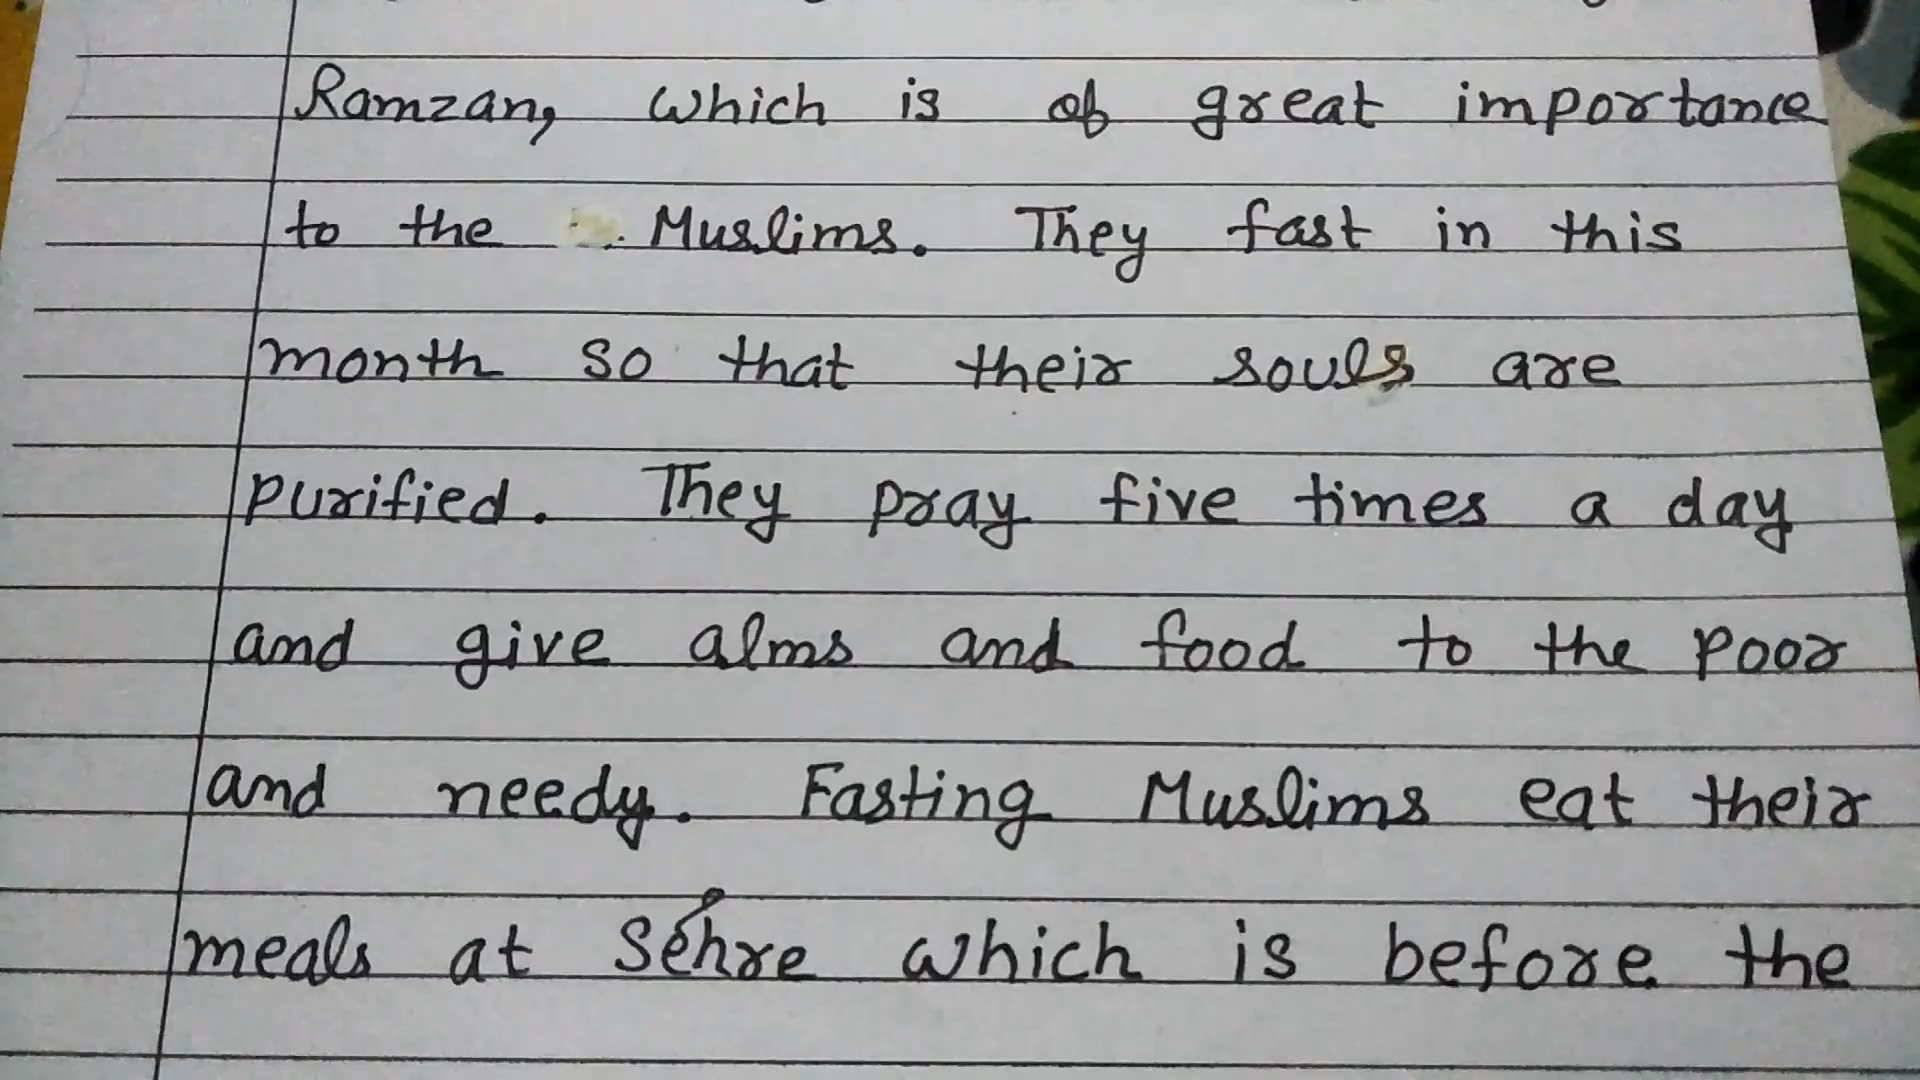 Ramzan, which is of great importance
to the Muslims. They fast in this
month so that their souls are
purified. They pray five times a day
and give alms and food to the poor
and needy. Fasting Muslims eat their
meals at Sehre which is before the